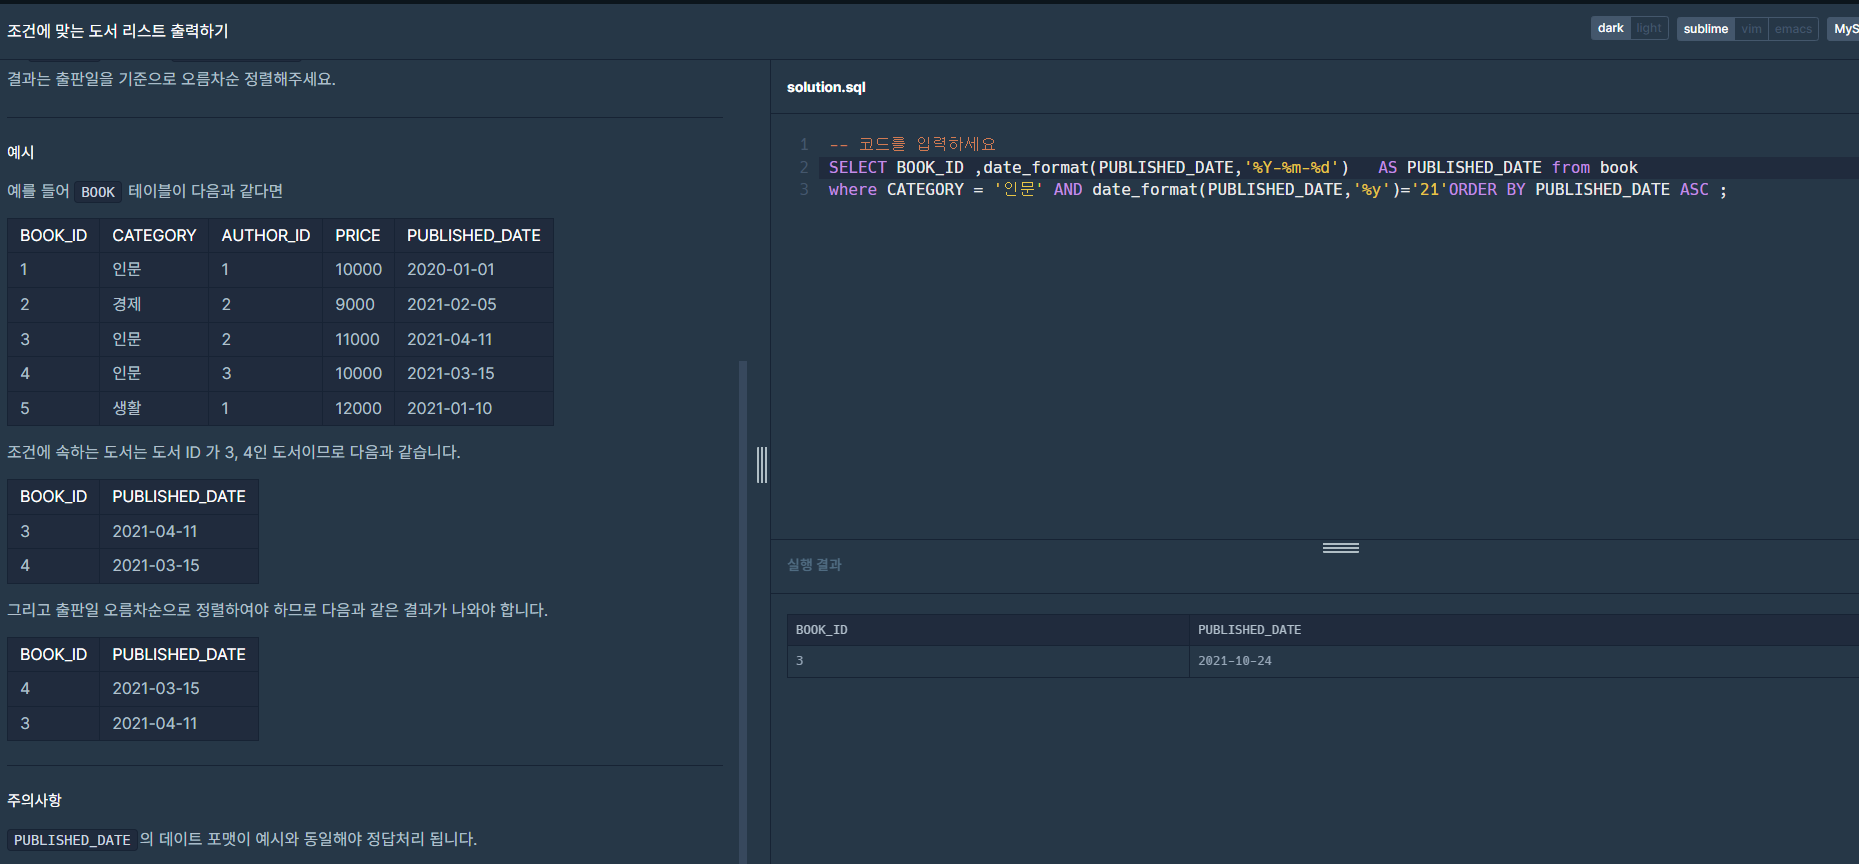 조건에 맞는 도서 리스트 출력하기
dark light sublime vim emacs MyS
결과는 출판일을 기준으로 오름차순 정렬해주세요.
예시
예를 들어 BOOK 테이블이 다음과 같다면
BOOK_ID CATEGORY AUTHOR_ID PRICE PUBLISHED_DATE
1 인문 1 10000 2020-01-01
2 경제 2 9000 2021-02-05
3 인문 2 11000 2021-04-11
4 인문 3 10000 2021-03-15
5 생활 1 12000 2021-01-10
조건에 속하는 도서는 도서 ID 가 3, 4인 도서이므로 다음과 같습니다.
BOOK_ID PUBLISHED_DATE
3 2021-04-11
4 2021-03-15
그리고 출판일 오름차순으로 정렬하여야 하므로 다음과 같은 결과가 나와야 합니다.
BOOK_ID PUBLISHED_DATE
4 2021-03-15
3 2021-04-11
주의사항
PUBLISHED_DATE 의 데이트 포맷이 예시와 동일해야 정답처리 됩니다.
solution.sql
1 -- 코드를 입력하세요
2 SELECT BOOK_ID ,date_format(PUBLISHED_DATE,'%Y-%m-%d')   AS PUBLISHED_DATE from book
3 where CATEGORY = '인문' AND date_format(PUBLISHED_DATE,'%y')='21'ORDER BY PUBLISHED_DATE ASC ;
실행 결과
BOOK_ID PUBLISHED_DATE
3 2021-10-24